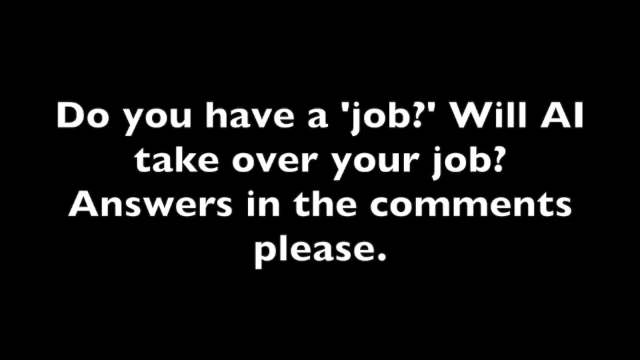 Do you have a 'job?' Will AI
take over your job?
Answers in the comments
please.